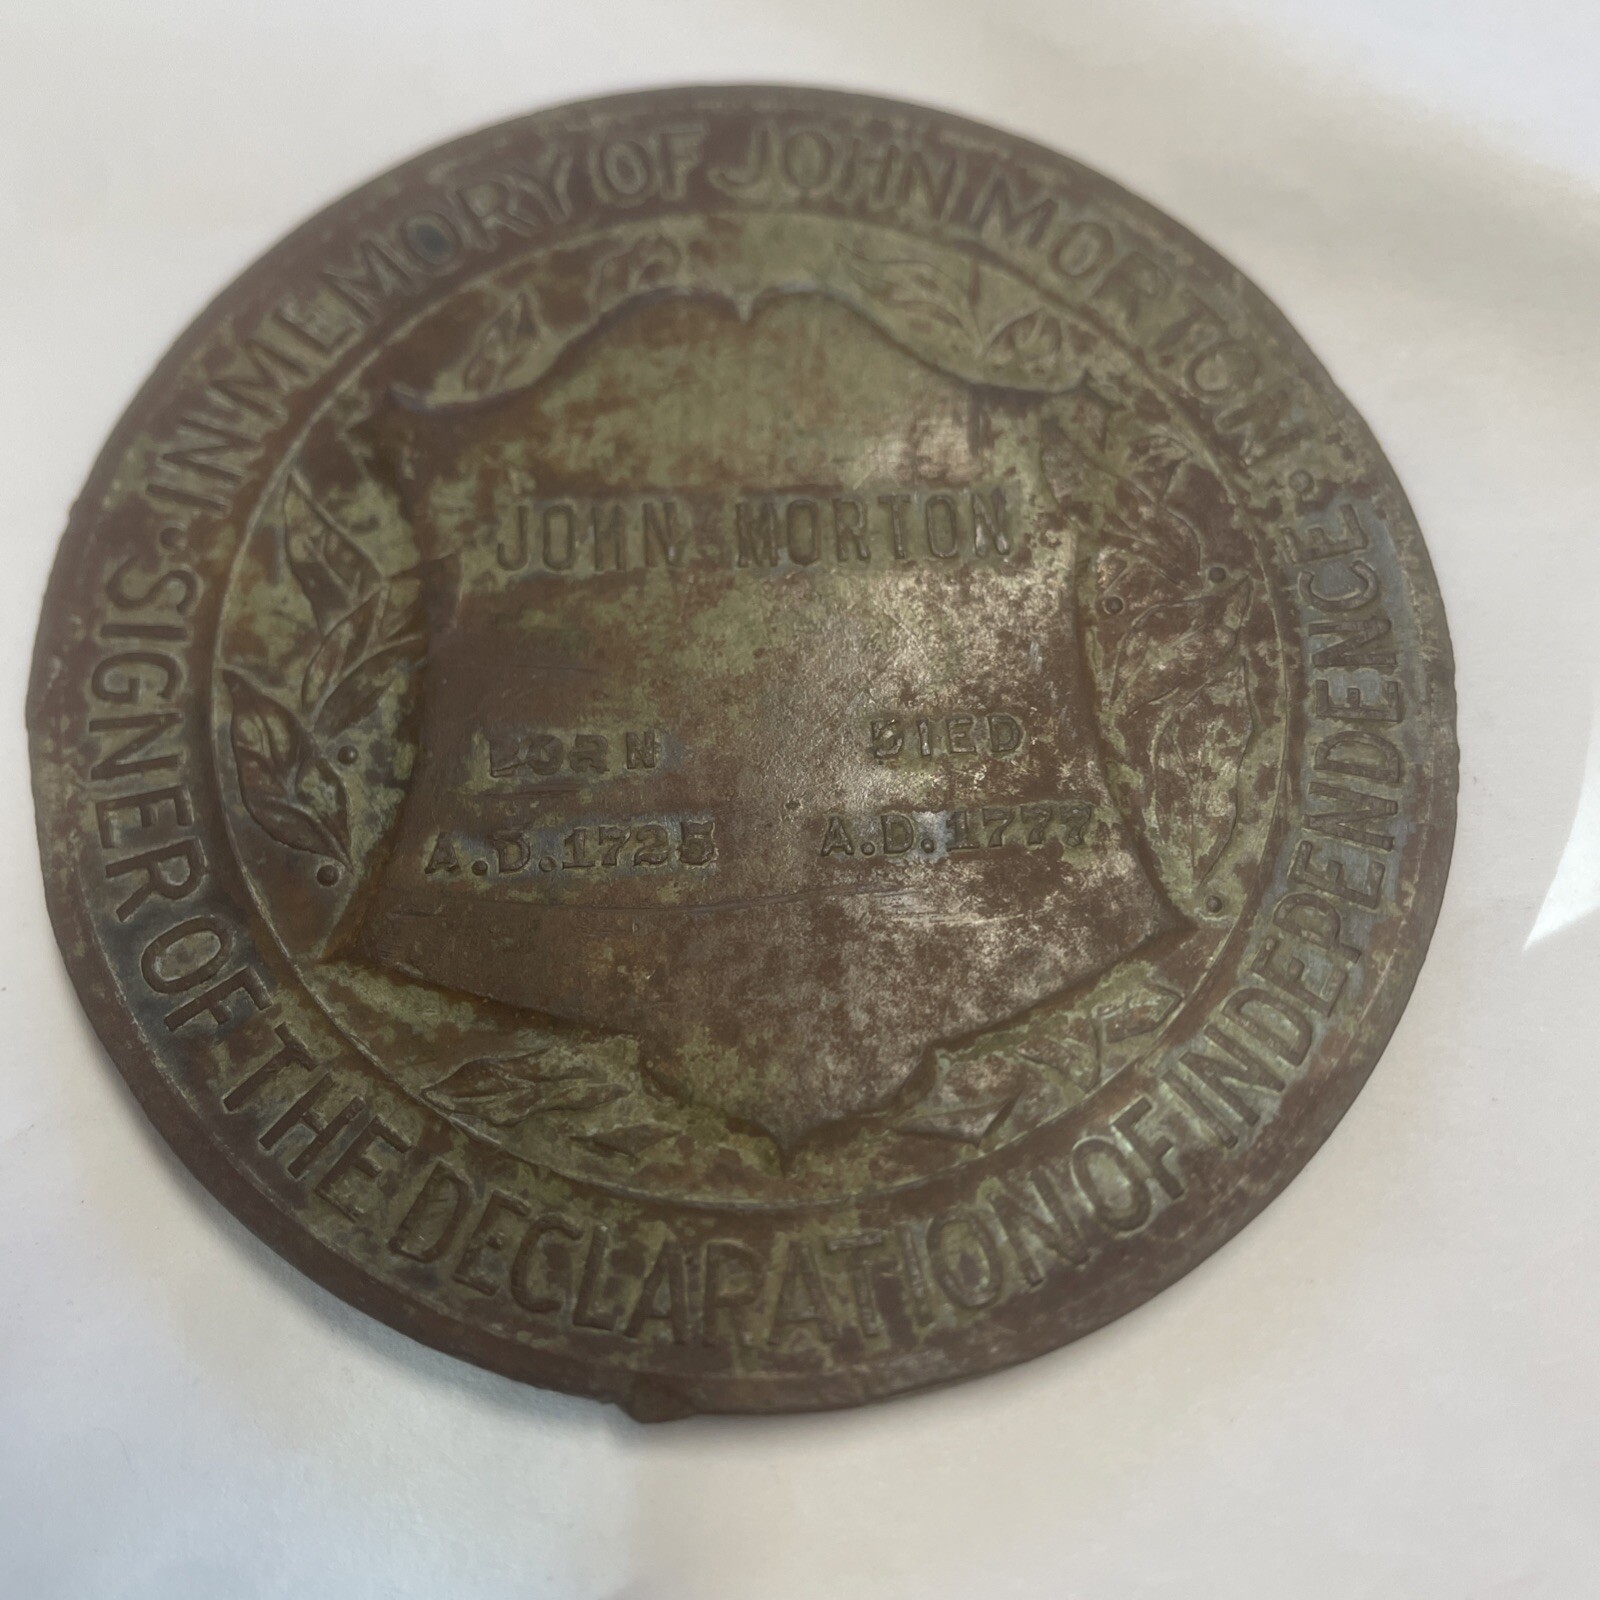 · IN MEMORY OF JOHN MORTON ·
SIGNER OF THE DECLARATION OF INDEPENDENCE
JOHN MORTON
BORN DIED
A.D. 1725 A.D. 1777